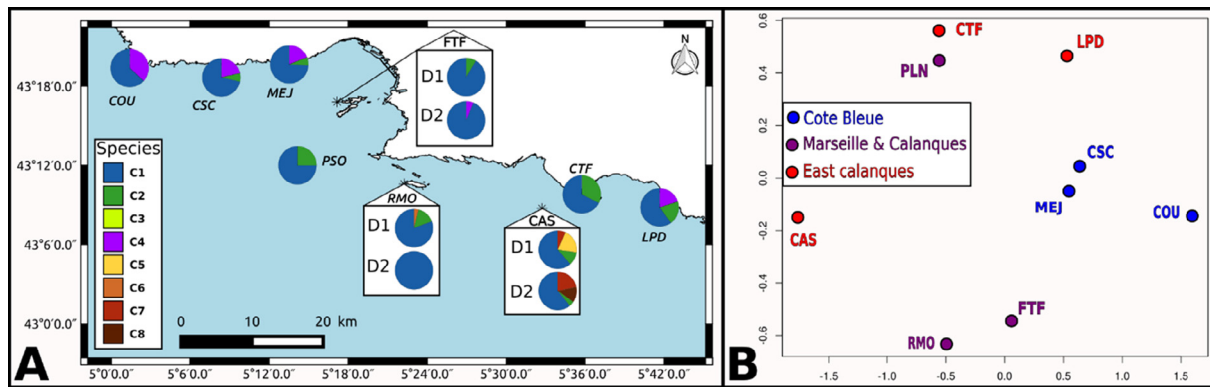 A
43°18'0.0"
43°12'0.0"
43°6'0.0"
43°0'0.0"
5°0'0.0"
5°6'0.0"
5°12'0.0"
5°18'0.0"
5°24'0.0"
5°30'0.0"
5°36'0.0"
5°42'0.0"
N
COU
CSC
MEJ
FTF
D1
D2
PSO
RMO
D1
D2
CAS
D1
D2
CTF
LPD
Species
C1
C2
C3
C4
C5
C6
C7
C8
0 10 20 km
B
0.6
0.4
0.2
0.0
-0.2
-0.4
-0.6
-1.5 -1.0 -0.5 0.0 0.5 1.0 1.5
CTF
LPD
PLN
Cote Bleue
Marseille & Calanques
East calanques
CSC
MEJ
COU
CAS
FTF
RMO